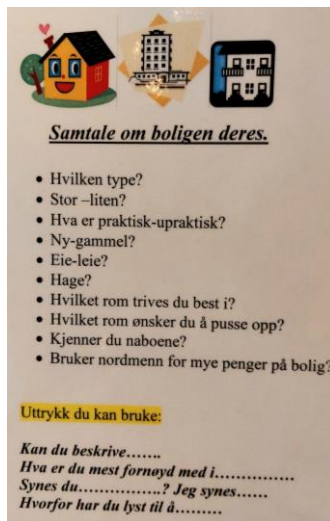 Samtale om boligen deres.
• Hvilken type?
• Stor –liten?
• Hva er praktisk-upraktisk?
• Ny-gammel?
• Eie-leie?
• Hage?
• Hvilket rom trives du best i?
• Hvilket rom ønsker du å pusse opp?
• Kjenner du naboene?
• Bruker nordmenn for mye penger på bolig?
Uttrykk du kan bruke:
Kan du beskrive…….
Hva er du mest fornøyd med i……………
Synes du……………..? Jeg synes……
Hvorfor har du lyst til å………